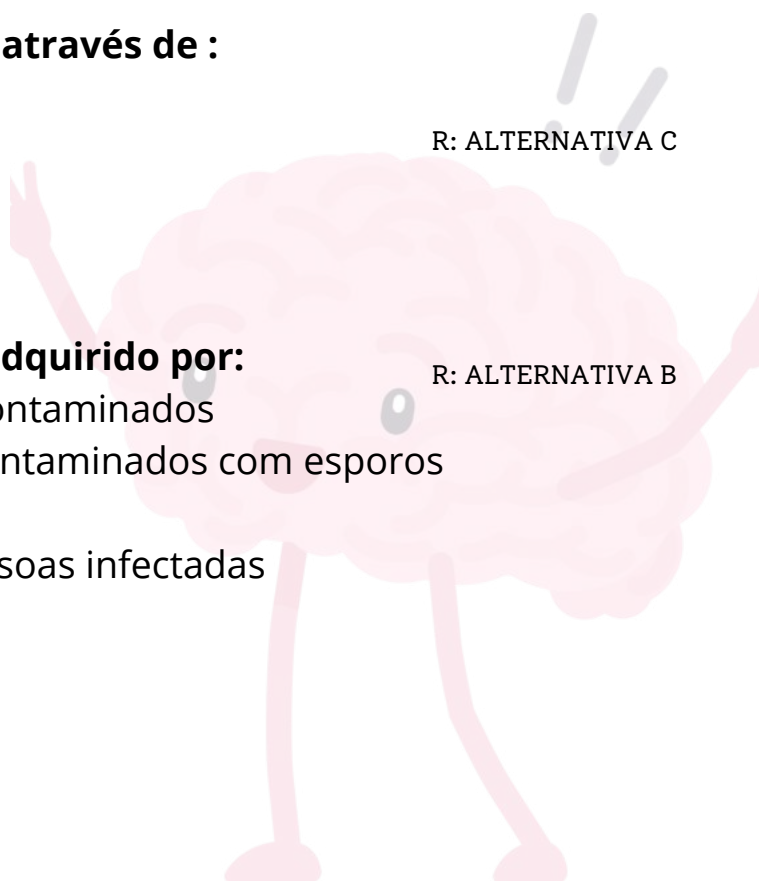 através de :
R: ALTERNATIVA C
dquirido por:
R: ALTERNATIVA B
ontaminados
ntaminados com esporos
soas infectadas